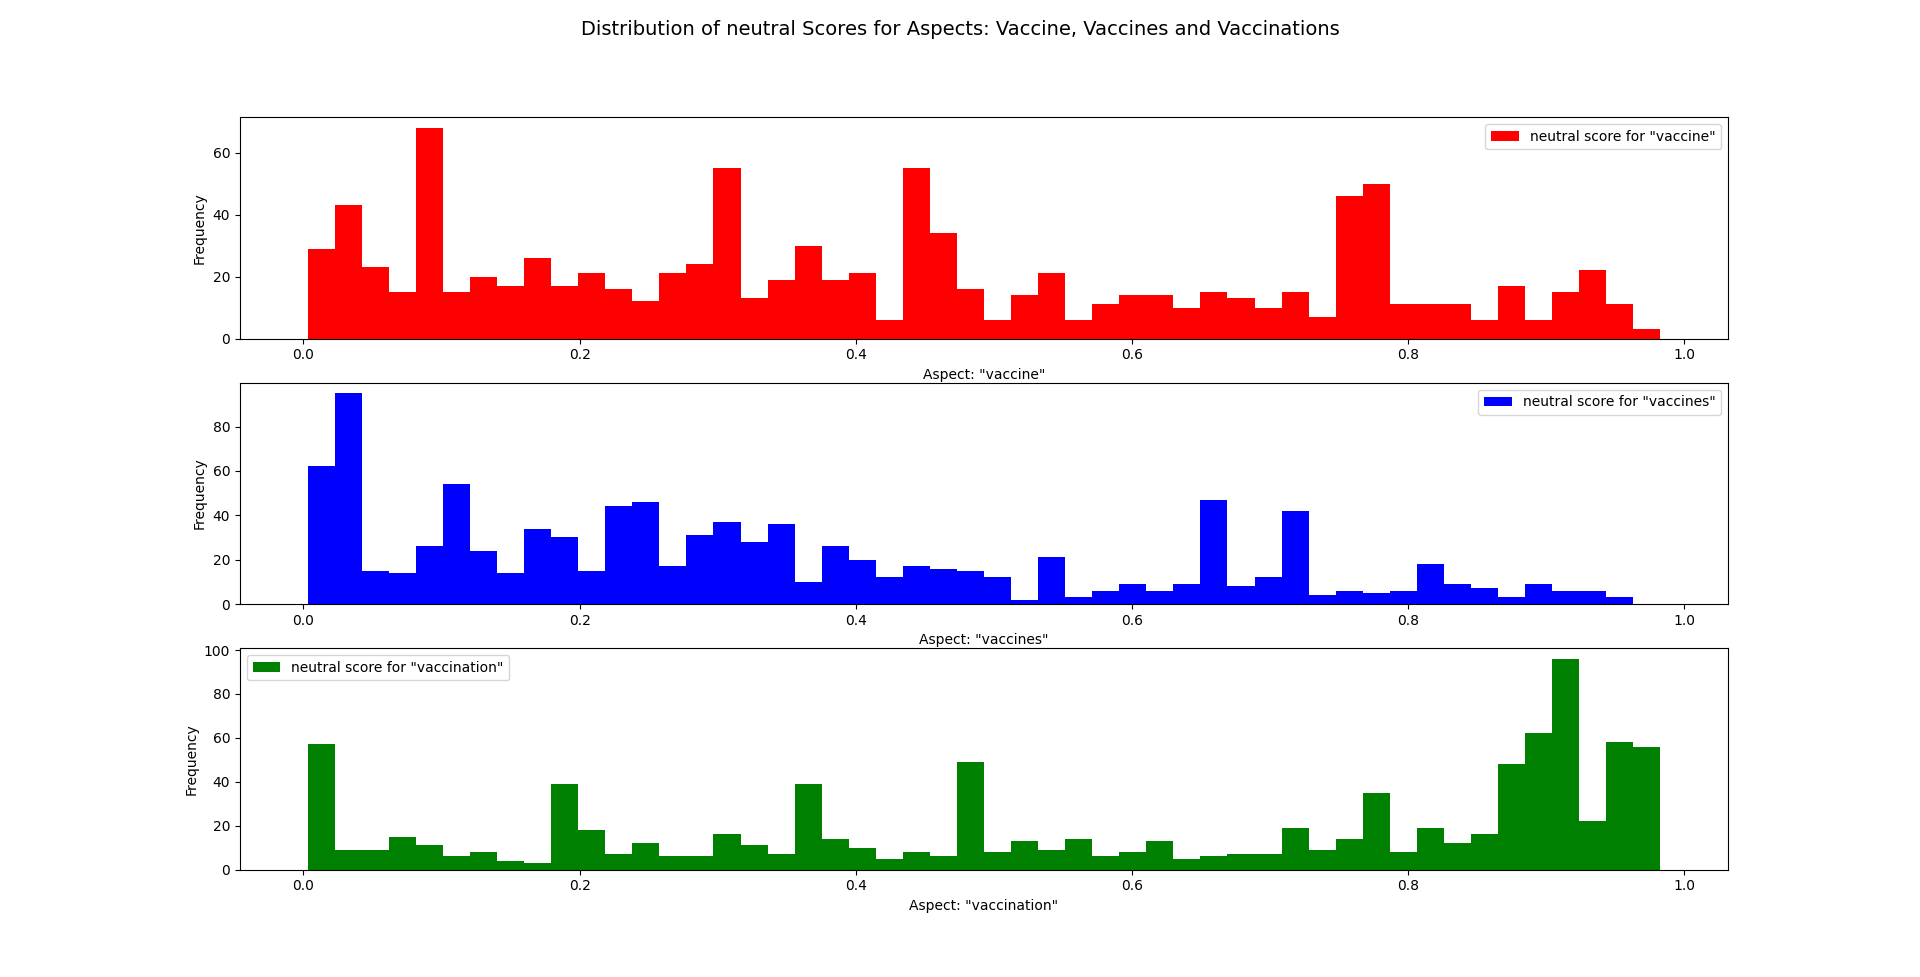 Distribution of neutral Scores for Aspects: Vaccine, Vaccines and Vaccinations
neutral score for "vaccine"
Frequency
60
40
20
0
0.0 0.2 0.4 0.6 0.8 1.0
Aspect: "vaccine"
neutral score for "vaccines"
Frequency
80
60
40
20
0
0.0 0.2 0.4 0.6 0.8 1.0
Aspect: "vaccines"
neutral score for "vaccination"
Frequency
100
80
60
40
20
0
0.0 0.2 0.4 0.6 0.8 1.0
Aspect: "vaccination"